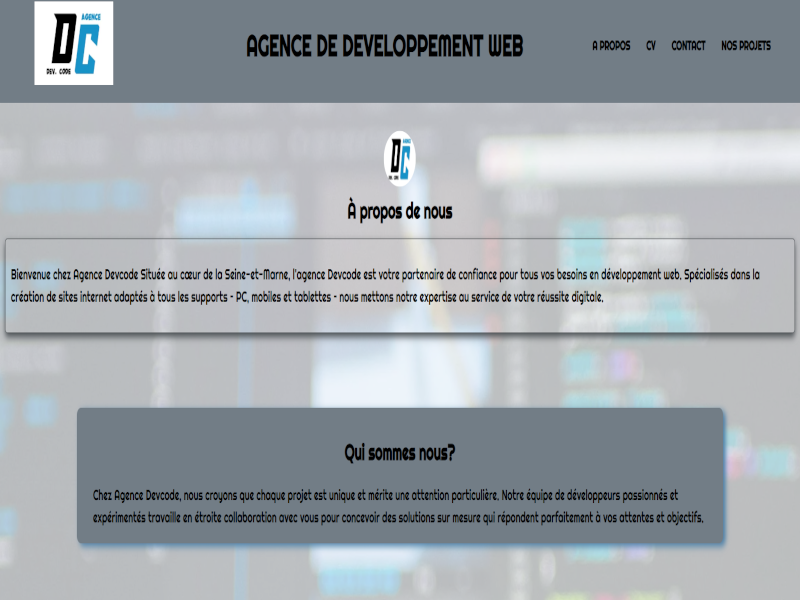 AGENCE
DC
DEV. CODE
AGENCE DE DEVELOPPEMENT WEB
A PROPOS CV CONTACT NOS PROJETS
DC
À propos de nous
Bienvenue chez Agence Devcode Située au cœur de la Seine-et-Marne, l'agence Devcode est votre partenaire de confiance pour tous vos besoins en développement web. Spécialisés dans la
création de sites internet adaptés à tous les supports - PC, mobiles et tablettes - nous mettons notre expertise au service de votre réussite digitale.
Qui sommes nous?
Chez Agence Devcode, nous croyons que chaque projet est unique et mérite une attention particulière. Notre équipe de développeurs passionnés et
expérimentés travaille en étroite collaboration avec vous pour concevoir des solutions sur mesure qui répondent parfaitement à vos attentes et objectifs.